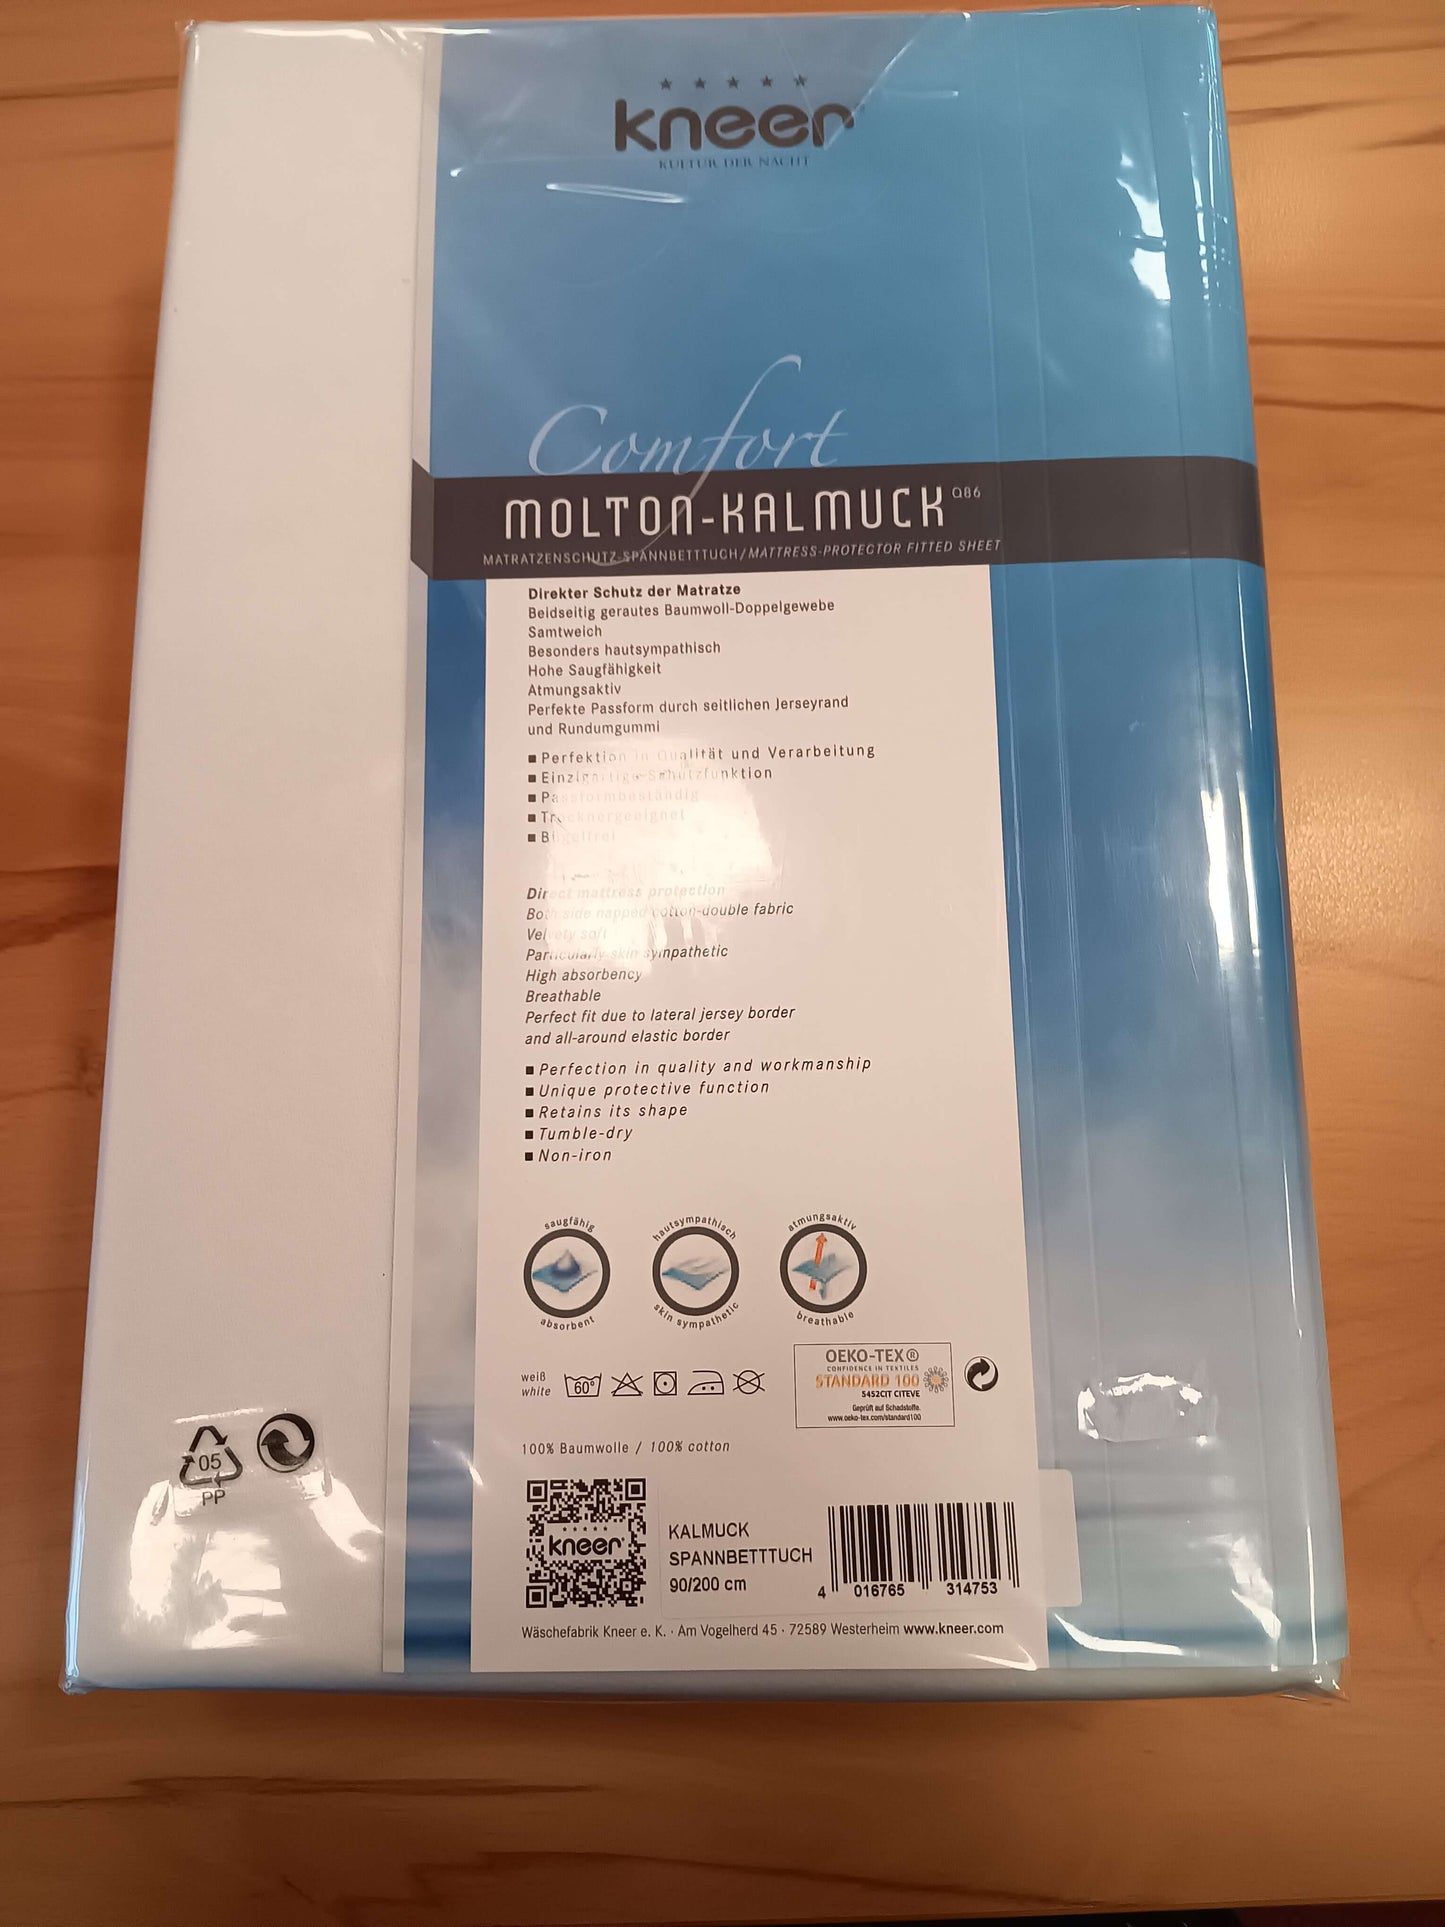 kneer
KULTUR DER NACHT
Comfort
MOLTON-KALMUCK Q86
MATRATZENSCHUTZ-SPANNBETTTUCH/MATTRESS-PROTECTOR FITTED SHEET
Direkter Schutz der Matratze
Beidseitig gerautes Baumwoll-Doppelgewebe
Samtweich
Besonders hautsympathisch
Hohe Saugfähigkeit
Atmungsaktiv
Perfekte Passform durch seitlichen Jerseyrand
und Rundumgummi
■ Perfektion in Qualität und Verarbeitung
■ Einzigartige Schutzfunktion
■ Passformbeständig
■ Trocknergeeignet
■ Bügelfrei
Direct mattress protection
Both side napped cotton-double fabric
Velvety soft
Particularly skin sympathetic
High absorbency
Breathable
Perfect fit due to lateral jersey border
and all-around elastic border
■ Perfection in quality and workmanship
■ Unique protective function
■ Retains its shape
■ Tumble-dry
■ Non-iron
saugfähig
absorbent
hautsympathisch
skin sympathetic
atmungsaktiv
breathable
weiß
white
60°
OEKO-TEX®
CONFIDENCE IN TEXTILES
STANDARD 100
5452CIT CITEVE
Geprüft auf Schadstoffe.
www.oeko-tex.com/standard100
05
PP
100% Baumwolle / 100% cotton
kneer
KALMUCK
SPANNBETTTUCH
90/200 cm
4 016765 314753
Wäschefabrik Kneer e. K. · Am Vogelherd 45 · 72589 Westerheim www.kneer.com